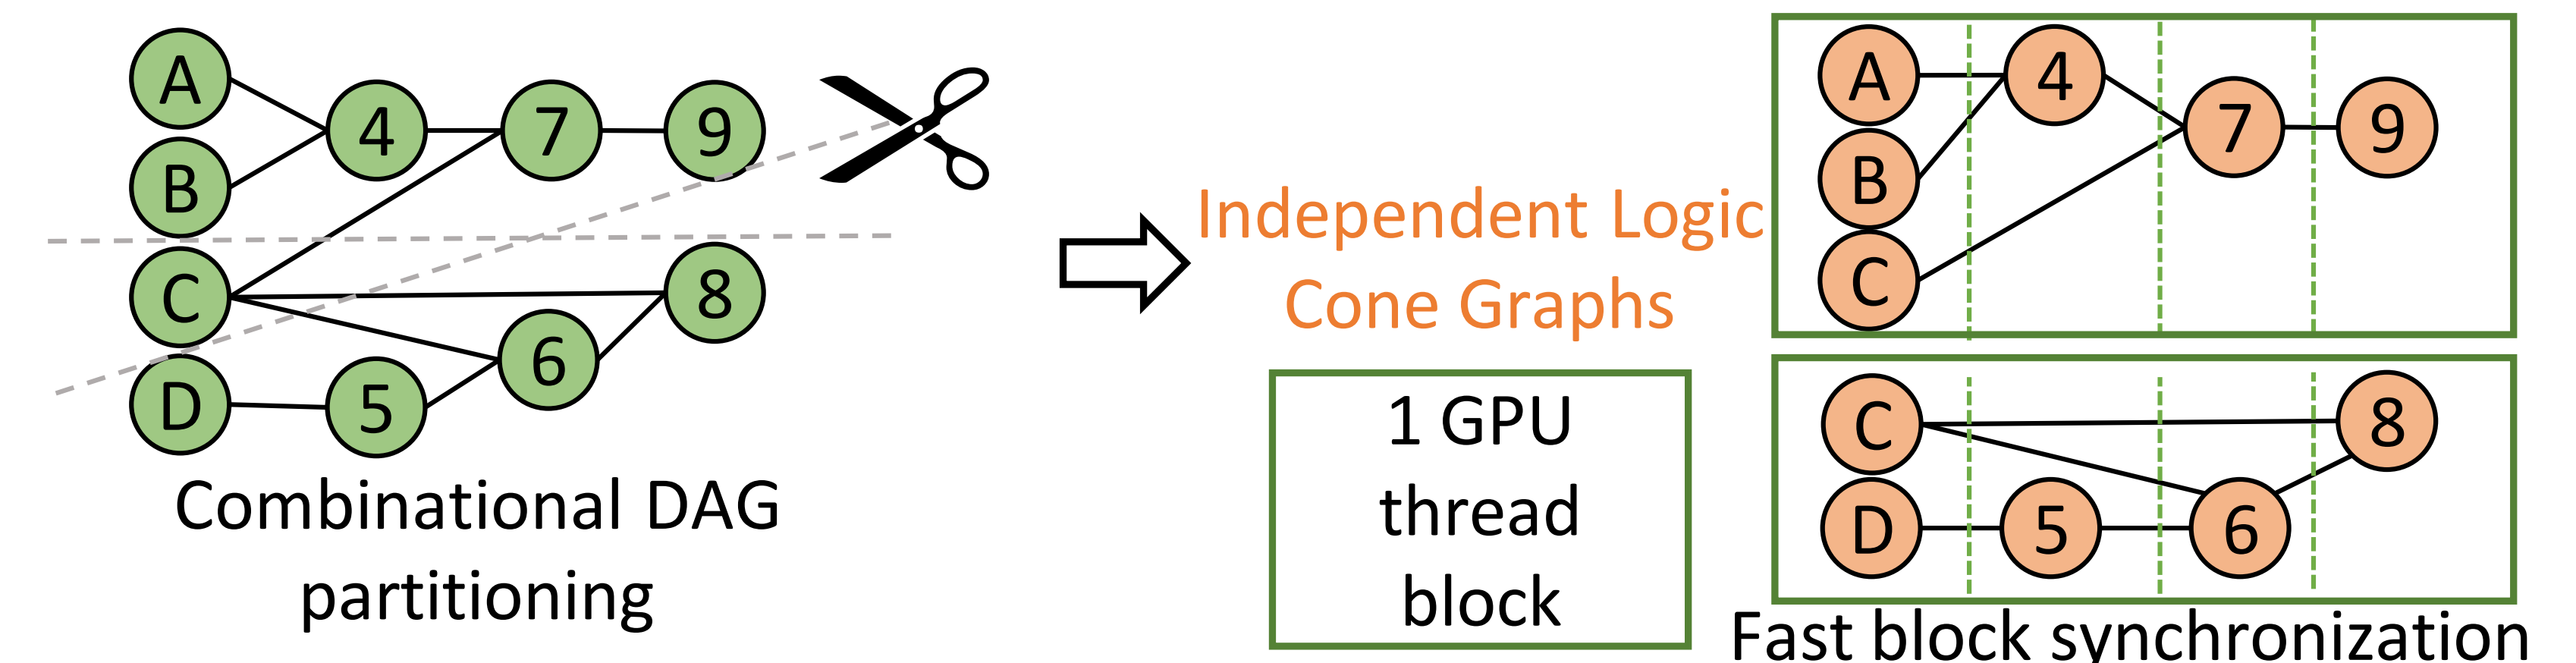 A
B
C
D
4
5
7
6
9
8
Combinational DAG
partitioning
Independent Logic
Cone Graphs
1 GPU
thread
block
A
B
C
4
7
9
C
D
5
6
8
Fast block synchronization